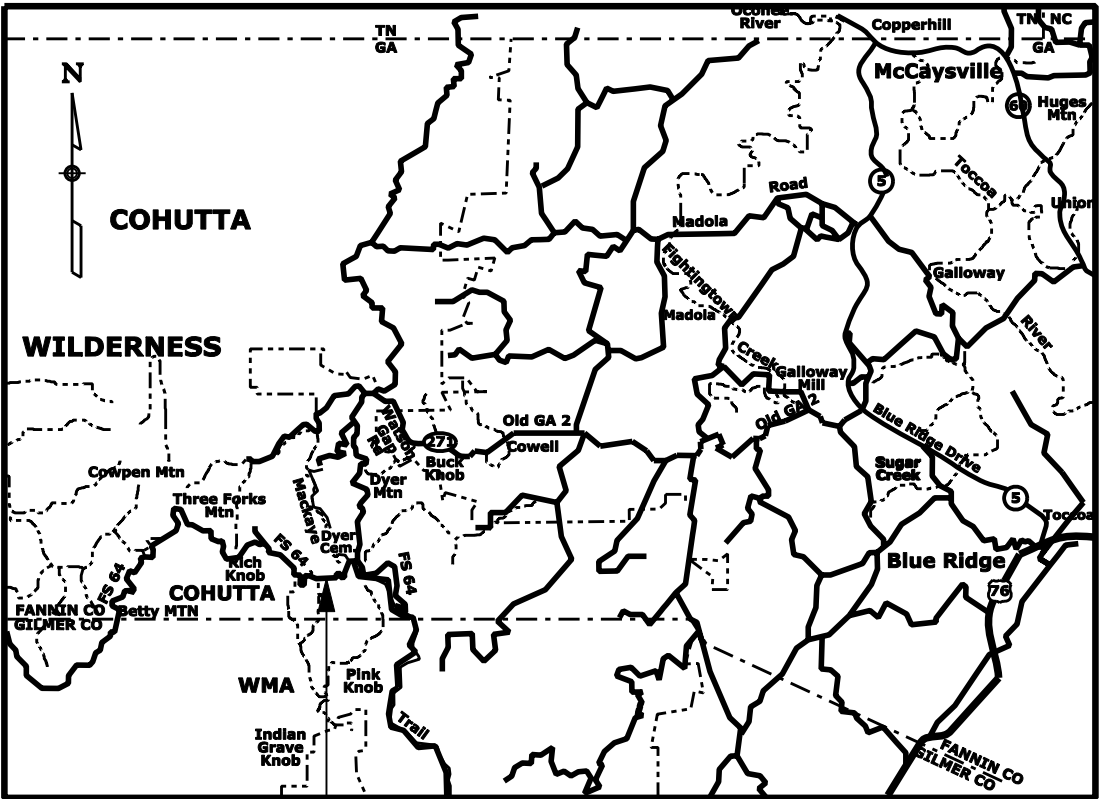 Oconee
River
TN
GA
Copperhill
TN NC
GA
McCaysville
N
60
Huges
Mtn
Toccoa
5
Road
Union
COHUTTA
Nadola
Fightingtown
Galloway
Madola
River
WILDERNESS
Creek
Galloway
Mill
Old GA 2
Watson
Gap
Rd
271
Old GA 2
Cowell
Blue Ridge Drive
Buck
Knob
Cowpen Mtn
Dyer
Mtn
Sugar
Creek
Mackaye
Three Forks
Mtn
5
Toccoa
FS 64
Dyer
Cem
Rich
Knob
FS 64
Blue Ridge
FS 64
COHUTTA
76
FANNIN CO
GILMER CO
Betty MTN
WMA
Pink
Knob
Trail
Indian
Grave
Knob
FANNIN CO
GILMER CO